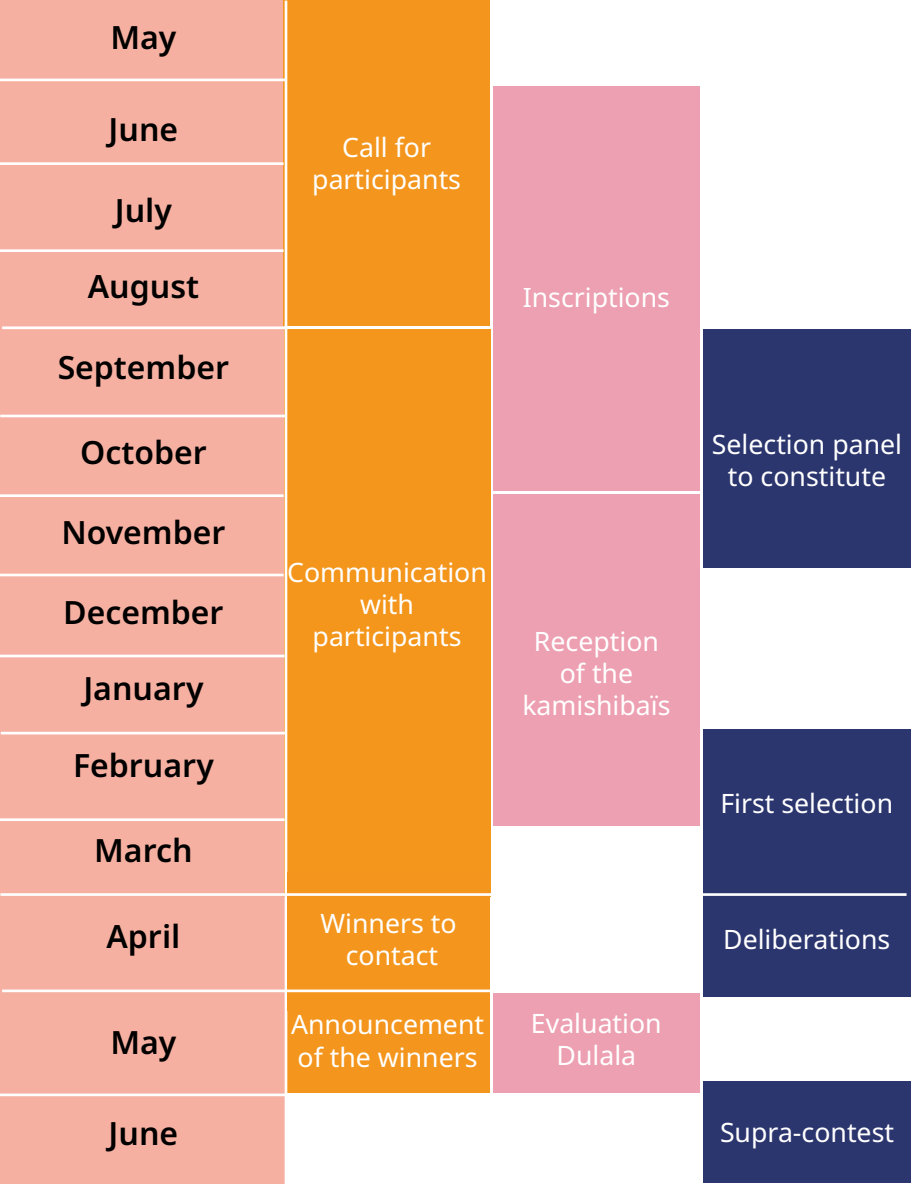 May
June
July
August
September
October
November
December
January
February
March
April
May
June
Call for
participants
Communication
with
participants
Winners to
contact
Announcement
of the winners
Inscriptions
Reception
of the
kamishibaïs
Evaluation
Dulala
Selection panel
to constitute
First selection
Deliberations
Supra-contest